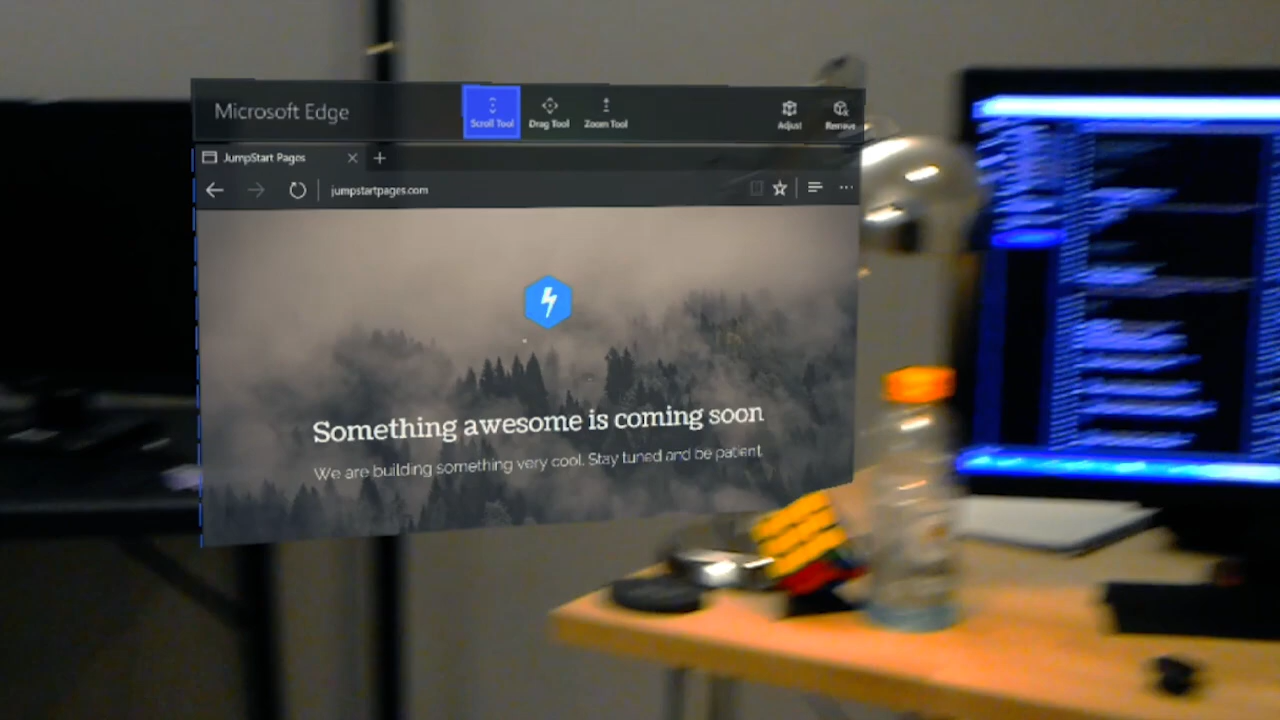 Microsoft Edge
Scroll Tool
Drag Tool
Zoom Tool
Adjust
Remove
JumpStart Pages
jumpstartpages.com
Something awesome is coming soon
We are building something very cool. Stay tuned and be patient